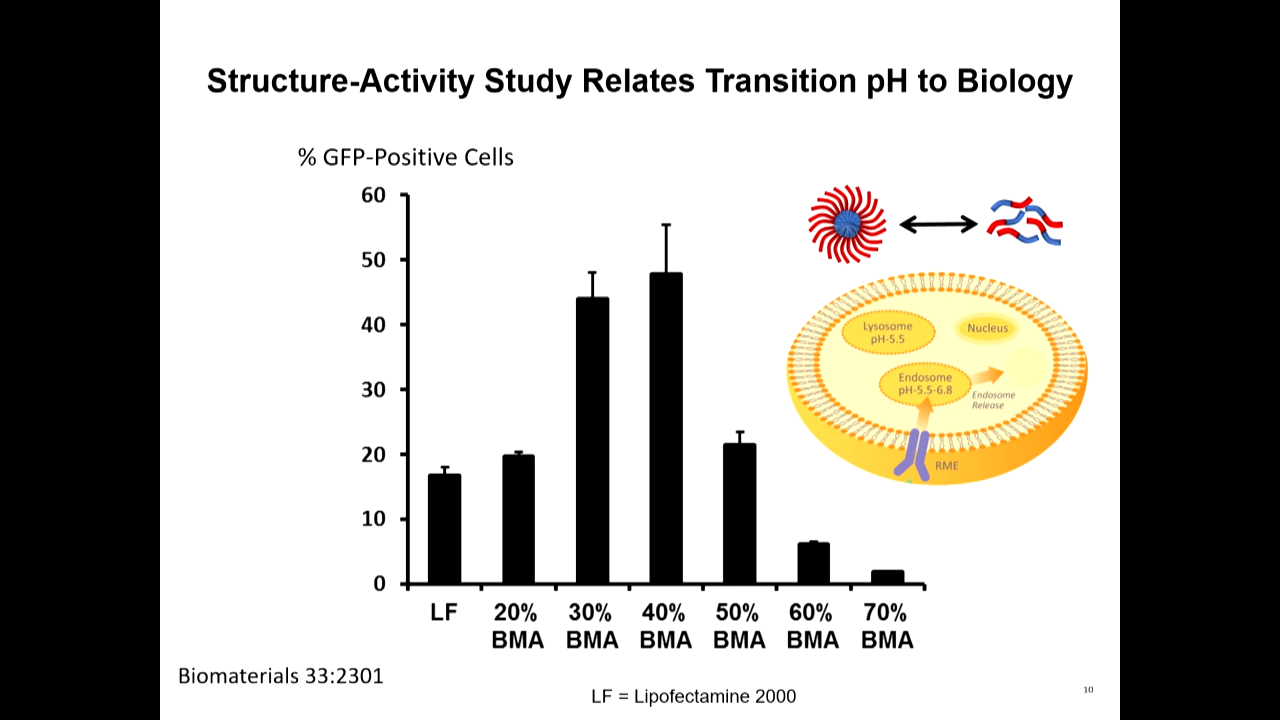 Structure-Activity Study Relates Transition pH to Biology
% GFP-Positive Cells
60
50
40
30
20
10
0
LF
20% BMA
30% BMA
40% BMA
50% BMA
60% BMA
70% BMA
Lysosome
pH-5.5
Nucleus
Endosome
pH-5.5-6.8
Endosome
Release
RME
Biomaterials 33:2301
LF = Lipofectamine 2000
10